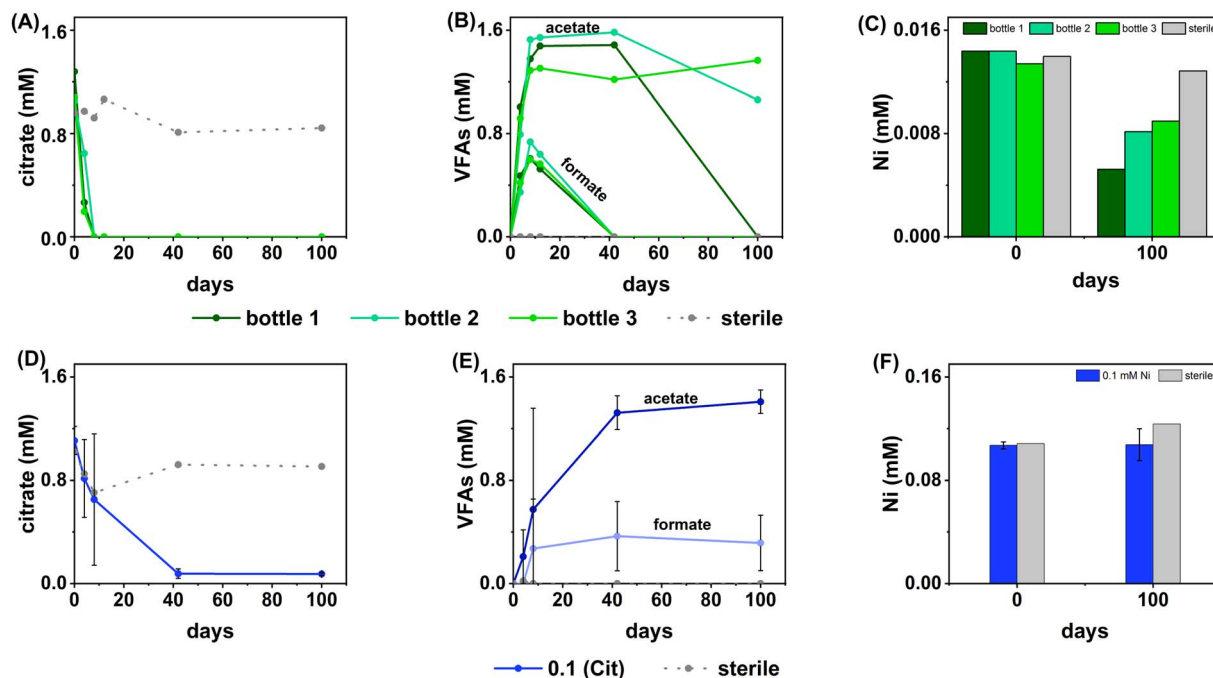 (A)
1.6
0.8
0.0
citrate (mM)
0 20 40 60 80 100
days
(B)
1.6
0.8
0.0
VFAs (mM)
acetate
formate
0 20 40 60 80 100
days
(C)
bottle 1 bottle 2 bottle 3 sterile
0.016
0.008
0.000
Ni (mM)
0 100
days
bottle 1 bottle 2 bottle 3 sterile
(D)
1.6
0.8
0.0
citrate (mM)
0 20 40 60 80 100
days
(E)
1.6
0.8
0.0
VFAs (mM)
acetate
formate
0 20 40 60 80 100
days
(F)
0.1 mM Ni sterile
0.16
0.08
0.00
Ni (mM)
0 100
days
0.1 (Cit) sterile